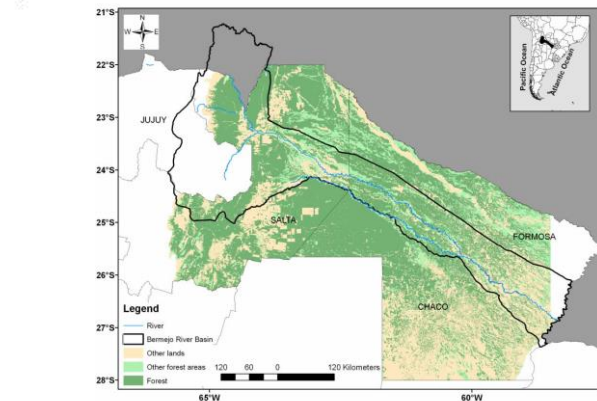 21°S
N
W E
S
Pacific Ocean
Atlantic Ocean
22°S
23°S
JUJUY
24°S
25°S
SALTA
FORMOSA
26°S
CHACO
Legend
River
27°S
Bermejo River Basin
Other lands
Other forest areas
Forest
120 60 0 120 Kilometers
28°S
65°W
60°W